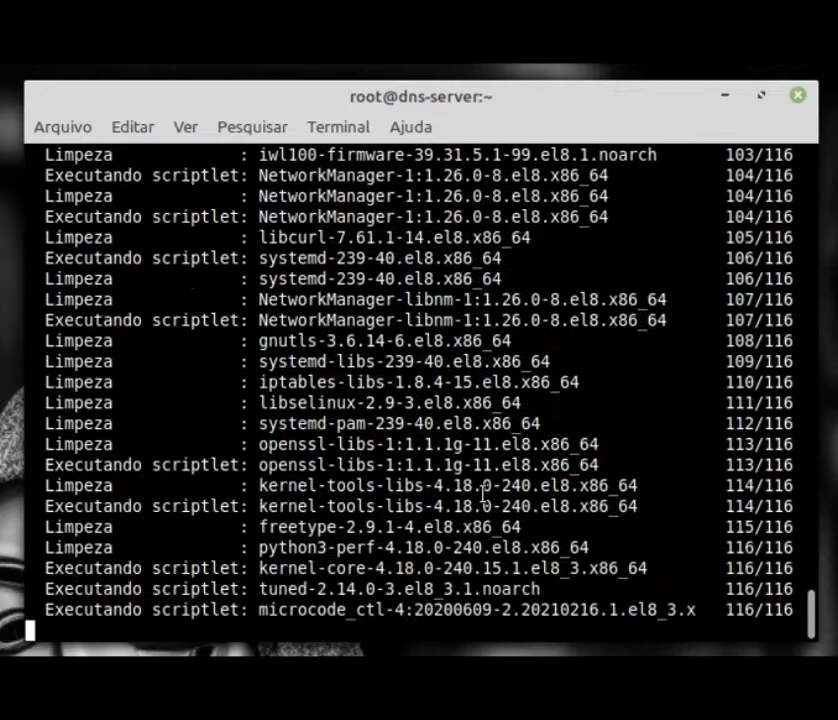 root@dns-server:~
Arquivo Editar Ver Pesquisar Terminal Ajuda
Limpeza : iwl100-firmware-39.31.5.1-99.el8.1.noarch 103/116
Executando scriptlet: NetworkManager-1:1.26.0-8.el8.x86_64 104/116
Limpeza : NetworkManager-1:1.26.0-8.el8.x86_64 104/116
Executando scriptlet: NetworkManager-1:1.26.0-8.el8.x86_64 104/116
Limpeza : libcurl-7.61.1-14.el8.x86_64 105/116
Executando scriptlet: systemd-239-40.el8.x86_64 106/116
Limpeza : systemd-239-40.el8.x86_64 106/116
Limpeza : NetworkManager-libnm-1:1.26.0-8.el8.x86_64 107/116
Executando scriptlet: NetworkManager-libnm-1:1.26.0-8.el8.x86_64 107/116
Limpeza : gnutls-3.6.14-6.el8.x86_64 108/116
Limpeza : systemd-libs-239-40.el8.x86_64 109/116
Limpeza : iptables-libs-1.8.4-15.el8.x86_64 110/116
Limpeza : libselinux-2.9-3.el8.x86_64 111/116
Limpeza : systemd-pam-239-40.el8.x86_64 112/116
Limpeza : openssl-libs-1:1.1.1g-11.el8.x86_64 113/116
Executando scriptlet: openssl-libs-1:1.1.1g-11.el8.x86_64 113/116
Limpeza : kernel-tools-libs-4.18.0-240.el8.x86_64 114/116
Executando scriptlet: kernel-tools-libs-4.18.0-240.el8.x86_64 114/116
Limpeza : freetype-2.9.1-4.el8.x86_64 115/116
Limpeza : python3-perf-4.18.0-240.el8.x86_64 116/116
Executando scriptlet: kernel-core-4.18.0-240.15.1.el8_3.x86_64 116/116
Executando scriptlet: tuned-2.14.0-3.el8_3.1.noarch 116/116
Executando scriptlet: microcode_ctl-4:20200609-2.20210216.1.el8_3.x 116/116